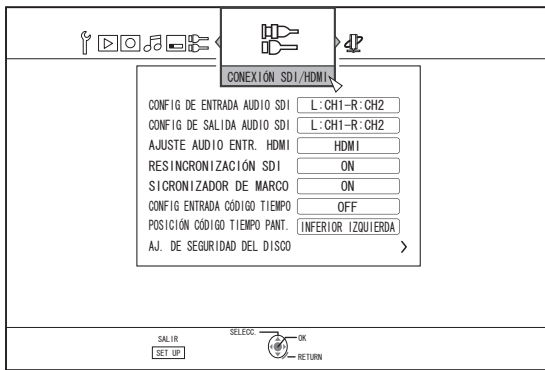 CONEXIÓN SDI/HDMI
CONFIG DE ENTRADA AUDIO SDI L:CH1-R:CH2
CONFIG DE SALIDA AUDIO SDI L:CH1-R:CH2
AJUSTE AUDIO ENTR. HDMI HDMI
RESINCRONIZACIÓN SDI ON
SICRONIZADOR DE MARCO ON
CONFIG ENTRADA CÓDIGO TIEMPO OFF
POSICIÓN CÓDIGO TIEMPO PANT. INFERIOR IZQUIERDA
AJ. DE SEGURIDAD DEL DISCO
SALIR
SET UP
SELECC.
OK
RETURN